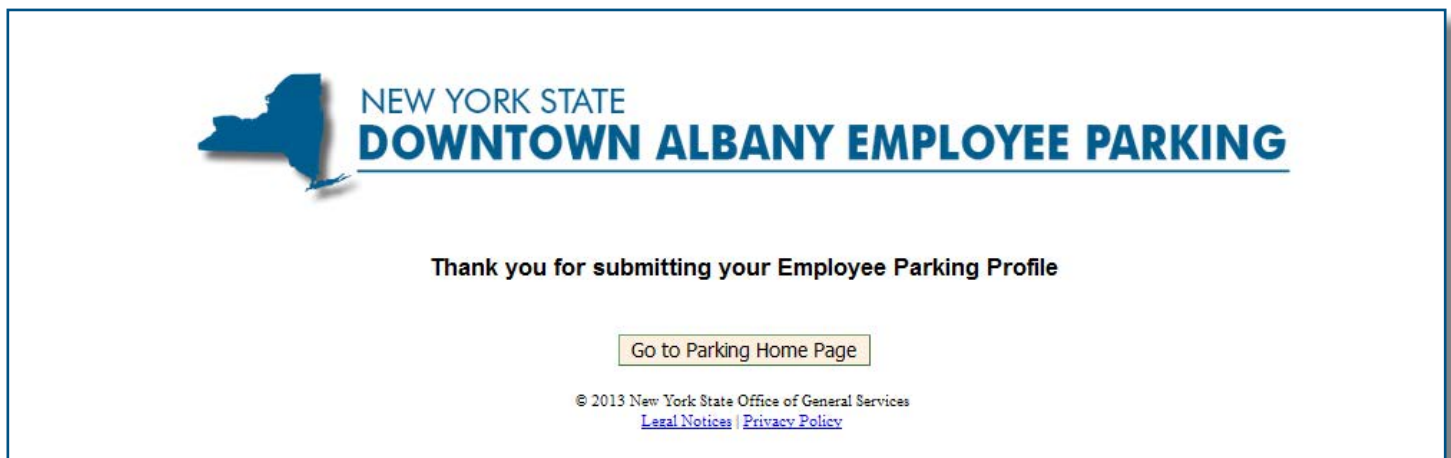 NEW YORK STATE
DOWNTOWN ALBANY EMPLOYEE PARKING
Thank you for submitting your Employee Parking Profile
Go to Parking Home Page
© 2013 New York State Office of General Services
Legal Notices | Privacy Policy